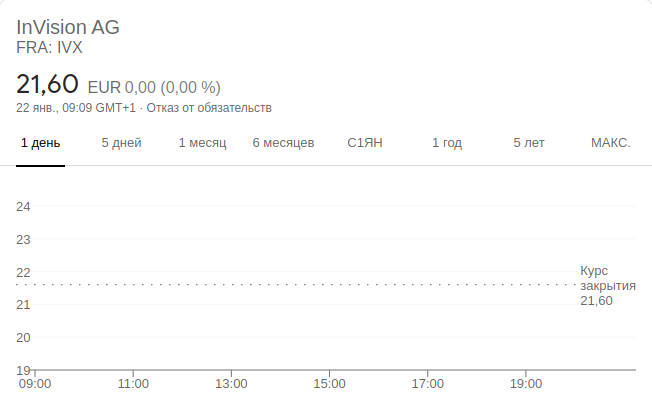 InVision AG
FRA: IVX
21,60 EUR 0,00 (0,00 %)
22 янв., 09:09 GMT+1 · Отказ от обязательств
1 день 5 дней 1 месяц 6 месяцев С1ЯН 1 год 5 лет МАКС.
24
23
22
21
20
19
Курс
закрытия
21,60
09:00 11:00 13:00 15:00 17:00 19:00